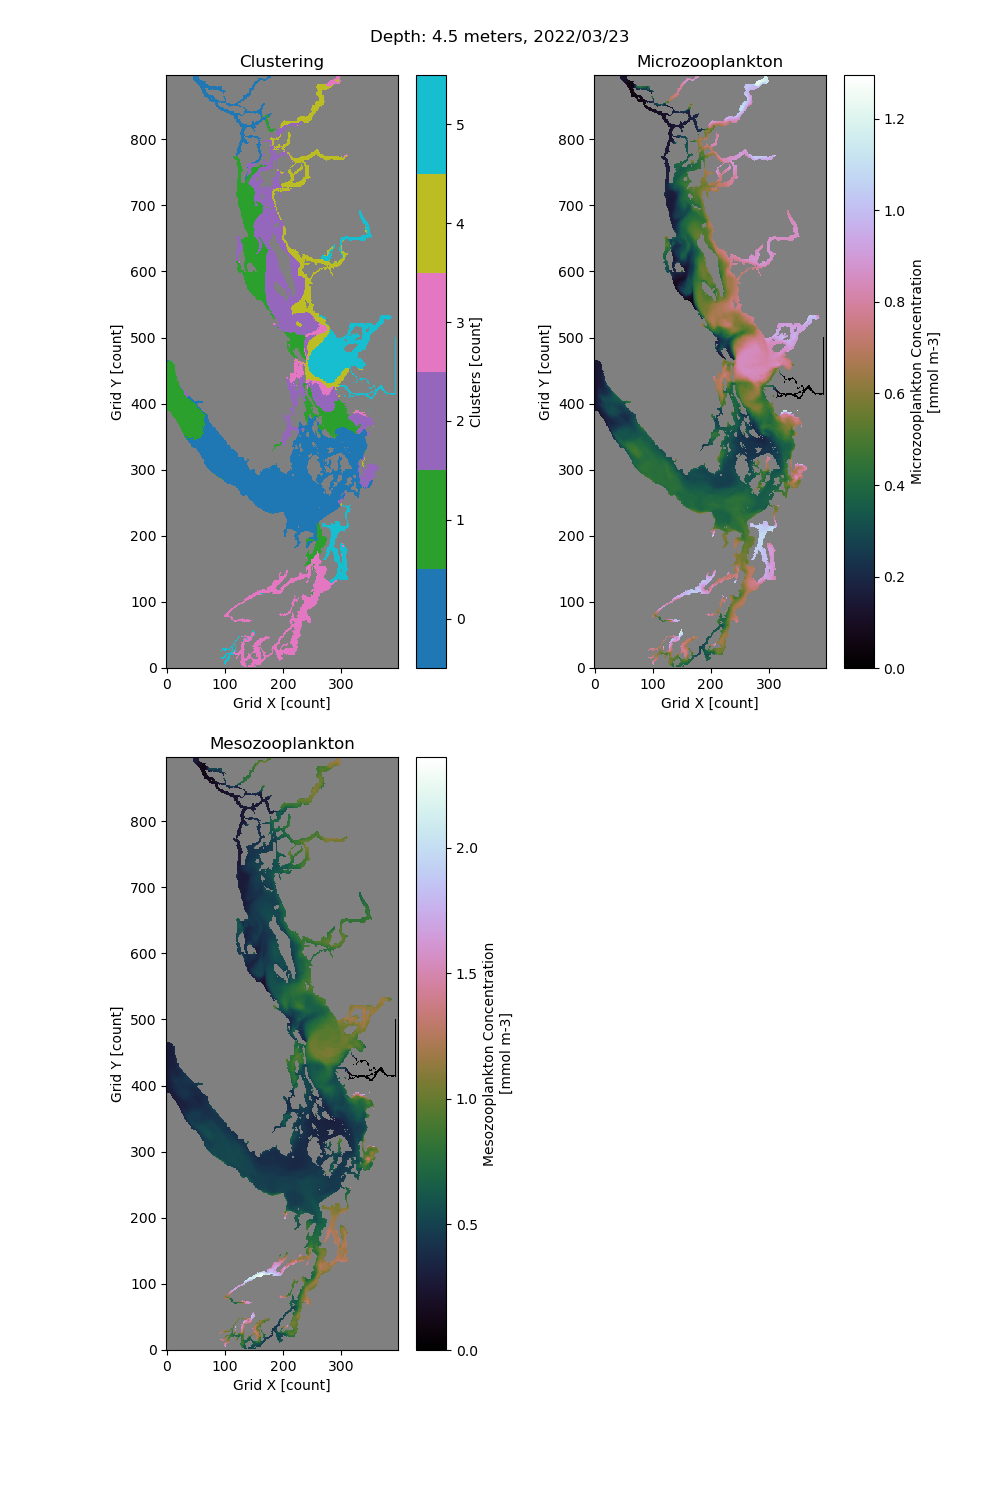 Depth: 4.5 meters, 2022/03/23
Clustering
Grid Y [count]
800
700
600
500
400
300
200
100
0
0 100 200 300
Grid X [count]
5
4
3
2
1
0
Clusters [count]
Microzooplankton
Grid Y [count]
800
700
600
500
400
300
200
100
0
0 100 200 300
Grid X [count]
1.2
1.0
0.8
0.6
0.4
0.2
0.0
Microzooplankton Concentration
[mmol m-3]
Mesozooplankton
Grid Y [count]
800
700
600
500
400
300
200
100
0
0 100 200 300
Grid X [count]
2.0
1.5
1.0
0.5
0.0
Mesozooplankton Concentration
[mmol m-3]